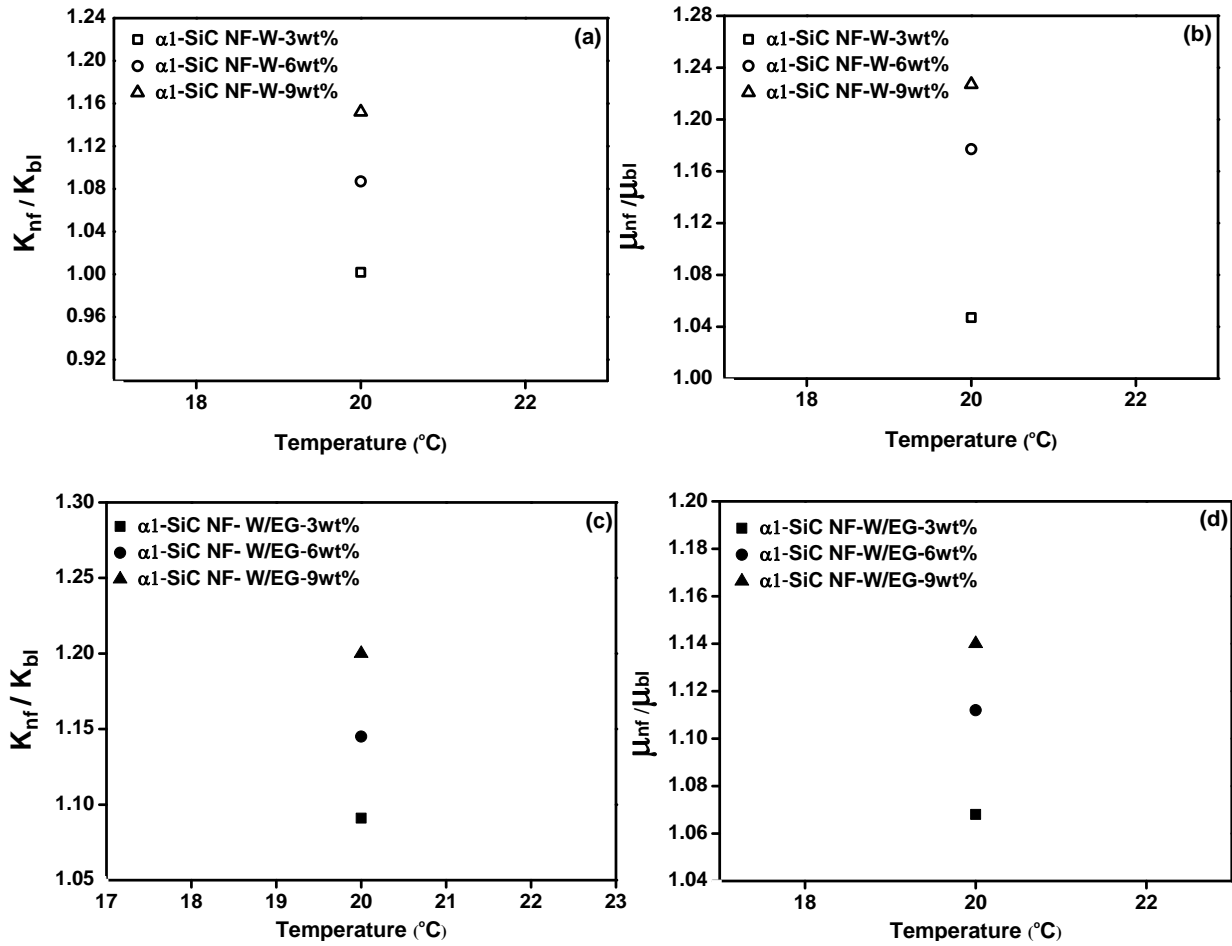 (a)
α1-SiC NF-W-3wt%
α1-SiC NF-W-6wt%
α1-SiC NF-W-9wt%
1.24
1.20
1.16
1.12
1.08
1.04
1.00
0.96
0.92
Knf / Kbl
18 20 22
Temperature (°C)
(b)
α1-SiC NF-W-3wt%
α1-SiC NF-W-6wt%
α1-SiC NF-W-9wt%
1.28
1.24
1.20
1.16
1.12
1.08
1.04
1.00
μnf /μbl
18 20 22
Temperature (°C)
(c)
α1-SiC NF- W/EG-3wt%
α1-SiC NF- W/EG-6wt%
α1-SiC NF- W/EG-9wt%
1.30
1.25
1.20
1.15
1.10
1.05
Knf / Kbl
17 18 19 20 21 22 23
Temperature (°C)
(d)
α1-SiC NF-W/EG-3wt%
α1-SiC NF-W/EG-6wt%
α1-SiC NF-W/EG-9wt%
1.20
1.18
1.16
1.14
1.12
1.10
1.08
1.06
1.04
μnf /μbl
18 20 22
Temperature (°C)